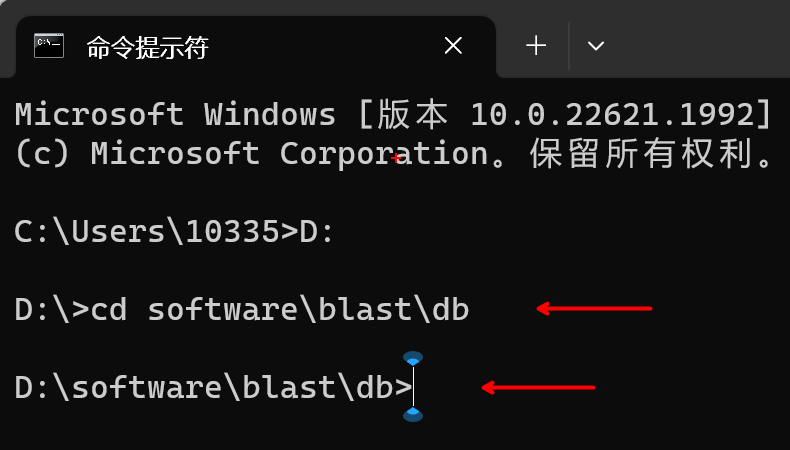 命令提示符
Microsoft Windows [版本 10.0.22621.1992]
(c) Microsoft Corporation。保留所有权利。
C:\Users\10335>D:
D:\>cd software\blast\db
D:\software\blast\db>